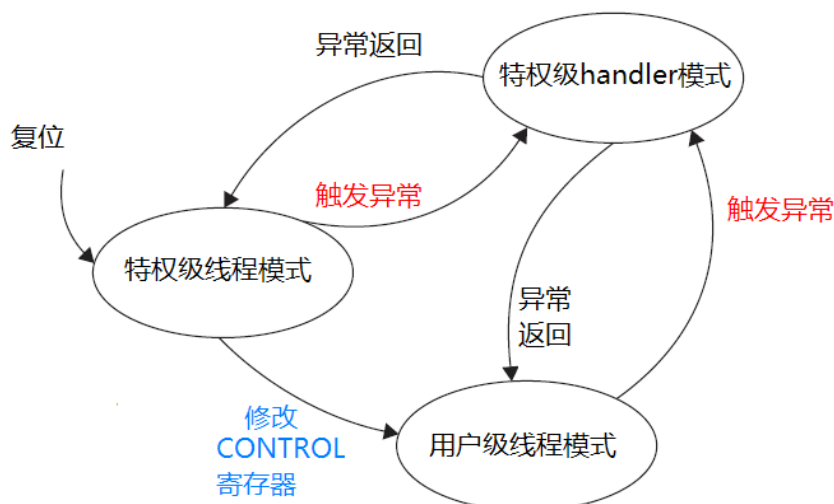 异常返回
特权级handler模式
复位
触发异常
触发异常
特权级线程模式
异常
返回
修改
CONTROL
寄存器
用户级线程模式